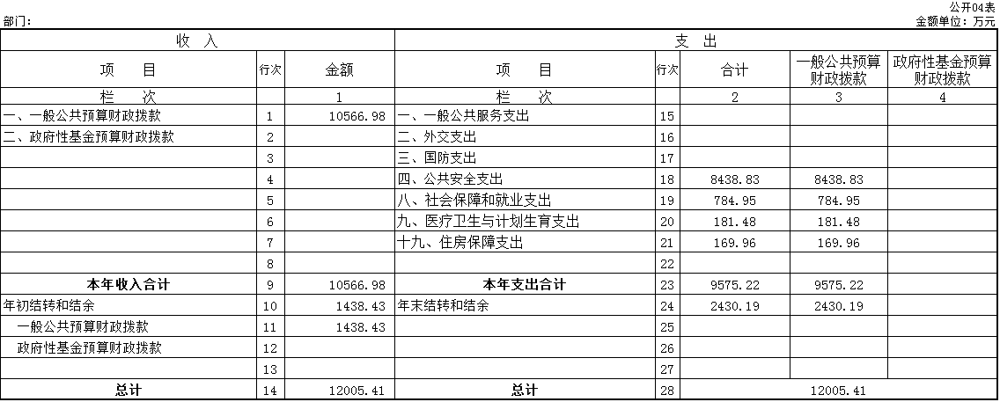 公开04表
部门： 金额单位：万元
收 入 支 出
项 目 行次 金额 项 目 行次 合计 一般公共预算财政拨款 政府性基金预算财政拨款
栏 次 1 栏 次 2 3 4
一、一般公共预算财政拨款 1 10566.98 一、一般公共服务支出 15
二、政府性基金预算财政拨款 2 二、外交支出 16
3 三、国防支出 17
4 四、公共安全支出 18 8438.83 8438.83
5 八、社会保障和就业支出 19 784.95 784.95
6 九、医疗卫生与计划生育支出 20 181.48 181.48
7 十九、住房保障支出 21 169.96 169.96
8 22
本年收入合计 9 10566.98 本年支出合计 23 9575.22 9575.22
年初结转和结余 10 1438.43 年末结转和结余 24 2430.19 2430.19
一般公共预算财政拨款 11 1438.43 25
政府性基金预算财政拨款 12 26
13 27
总计 14 12005.41 总计 28 12005.41